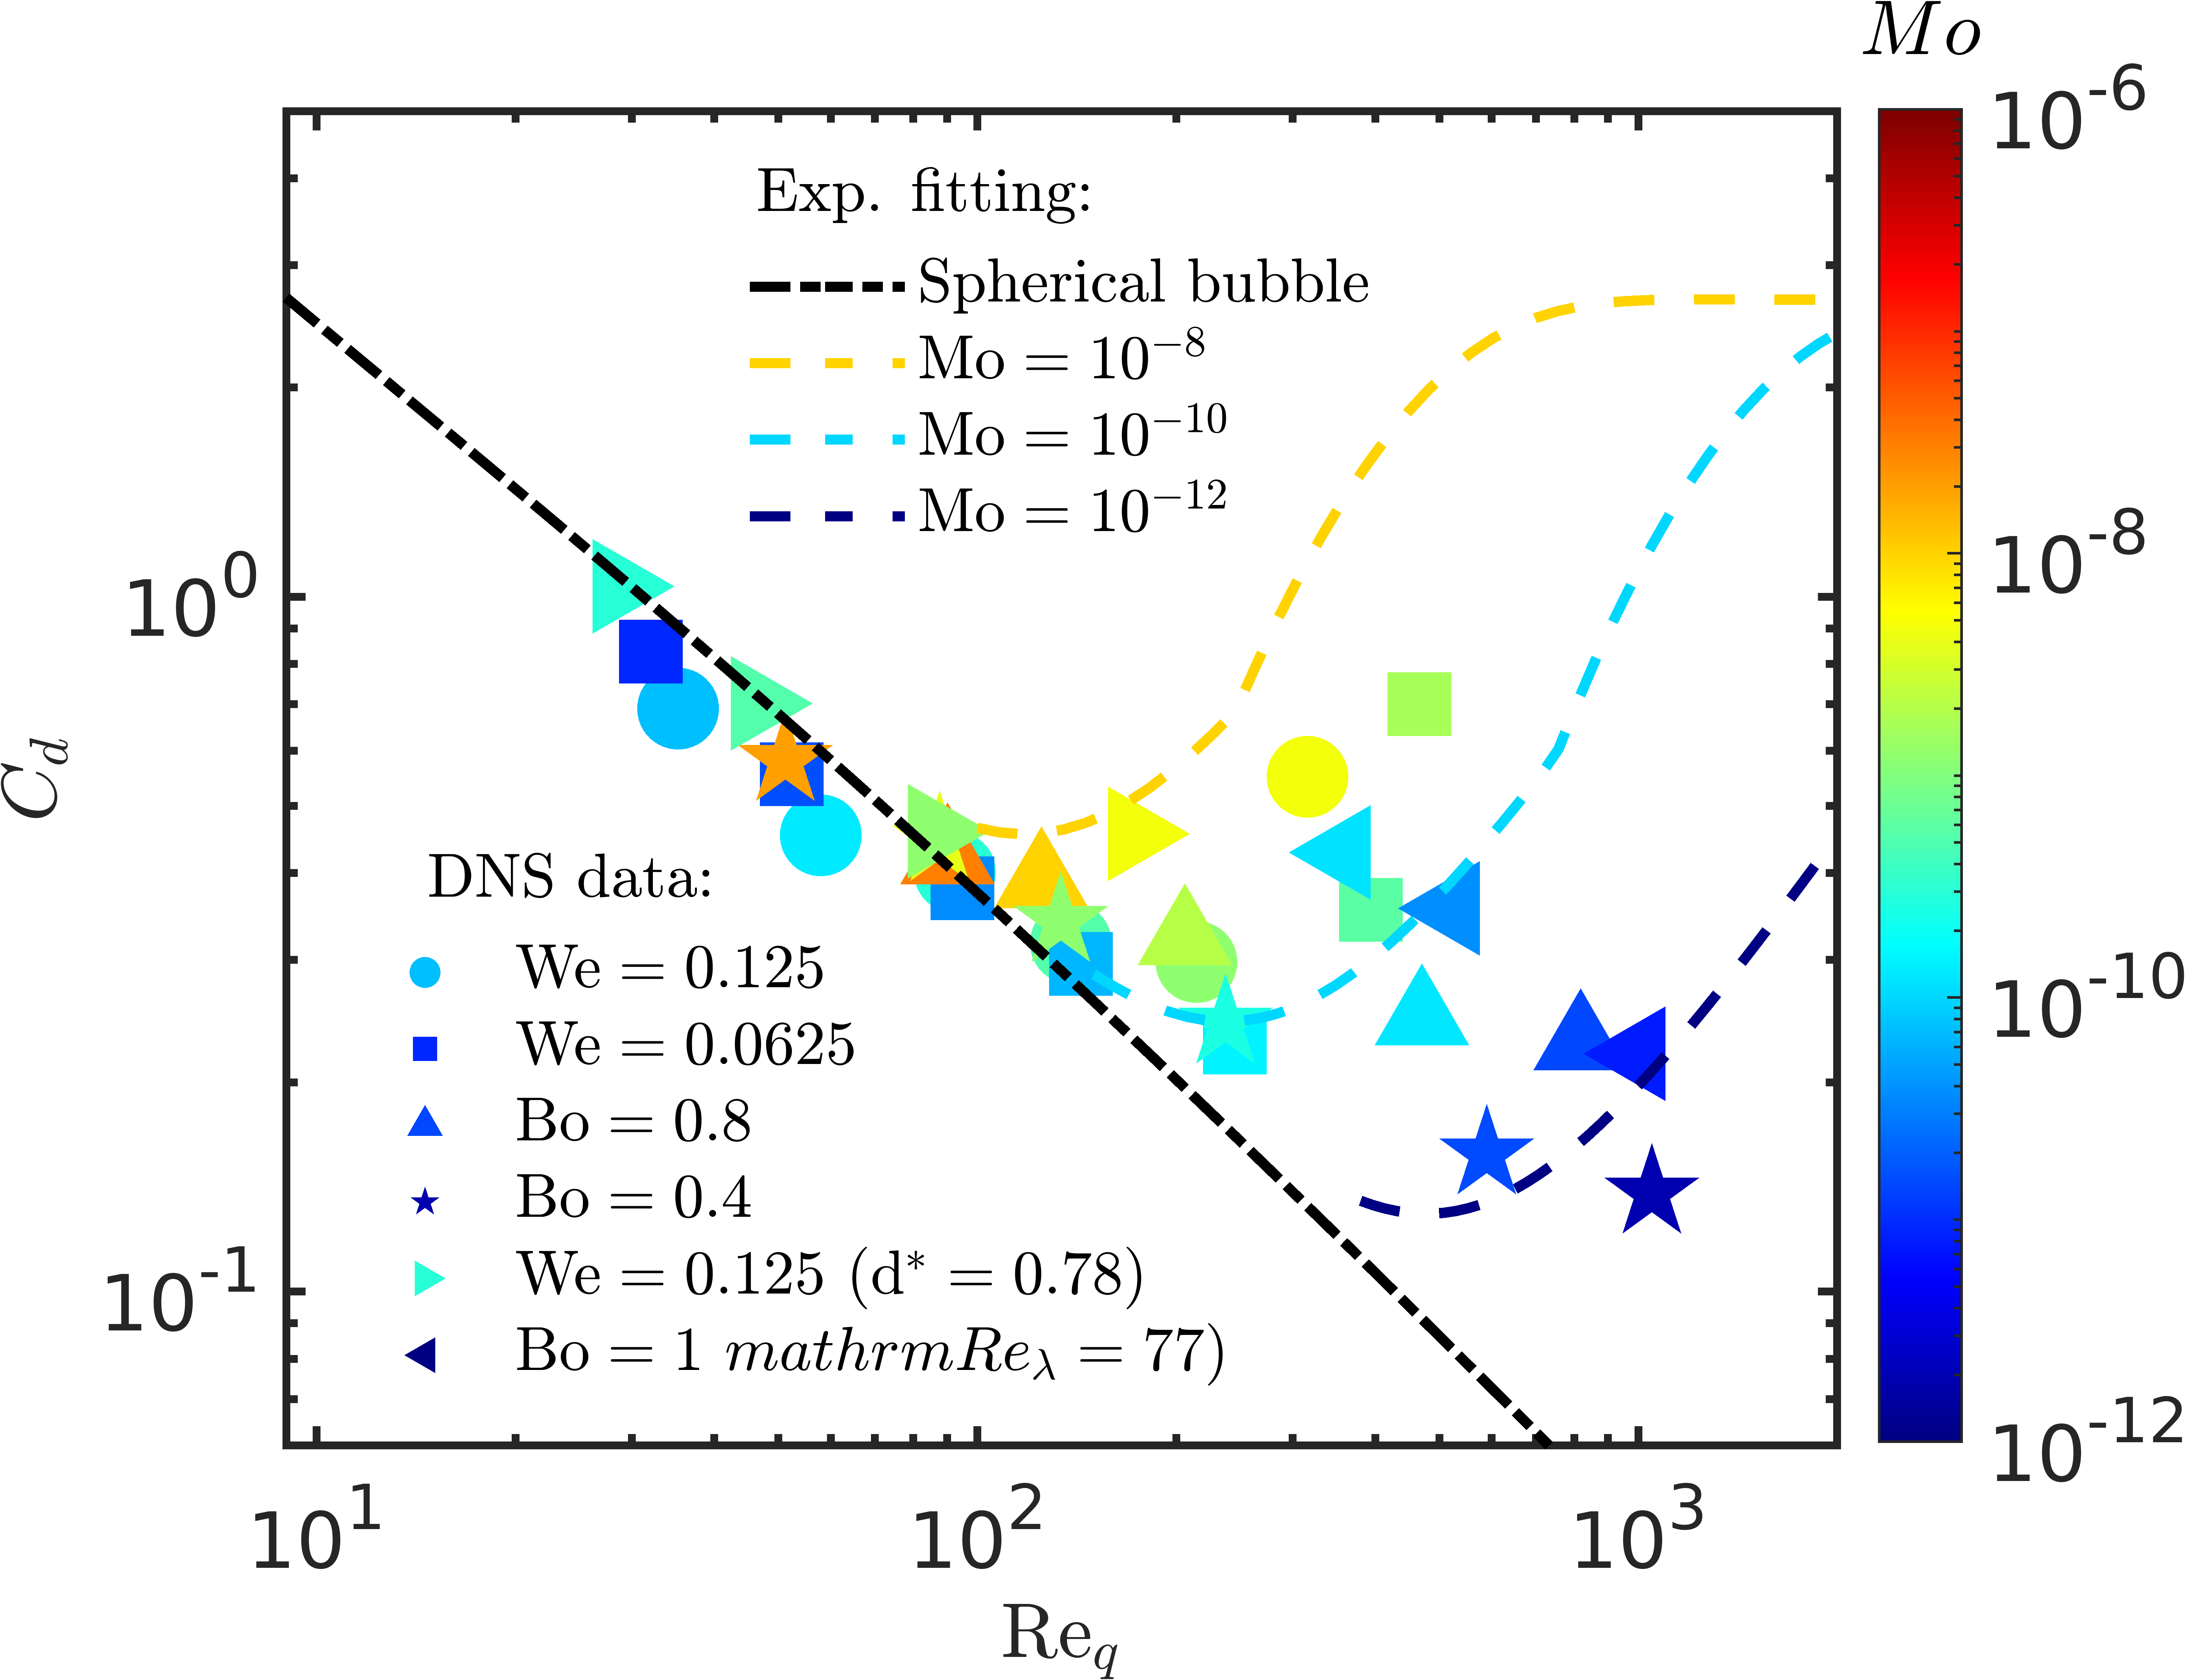 Mo
10^-6
10^-8
10^-10
10^-12
Exp. fitting:
Spherical bubble
Mo = 10^−8
Mo = 10^−10
Mo = 10^−12
10^0
10^-1
C_d
DNS data:
We = 0.125
We = 0.0625
Bo = 0.8
Bo = 0.4
We = 0.125 (d* = 0.78)
Bo = 1 mathrmRe_λ = 77)
10^1
10^2
10^3
Re_q